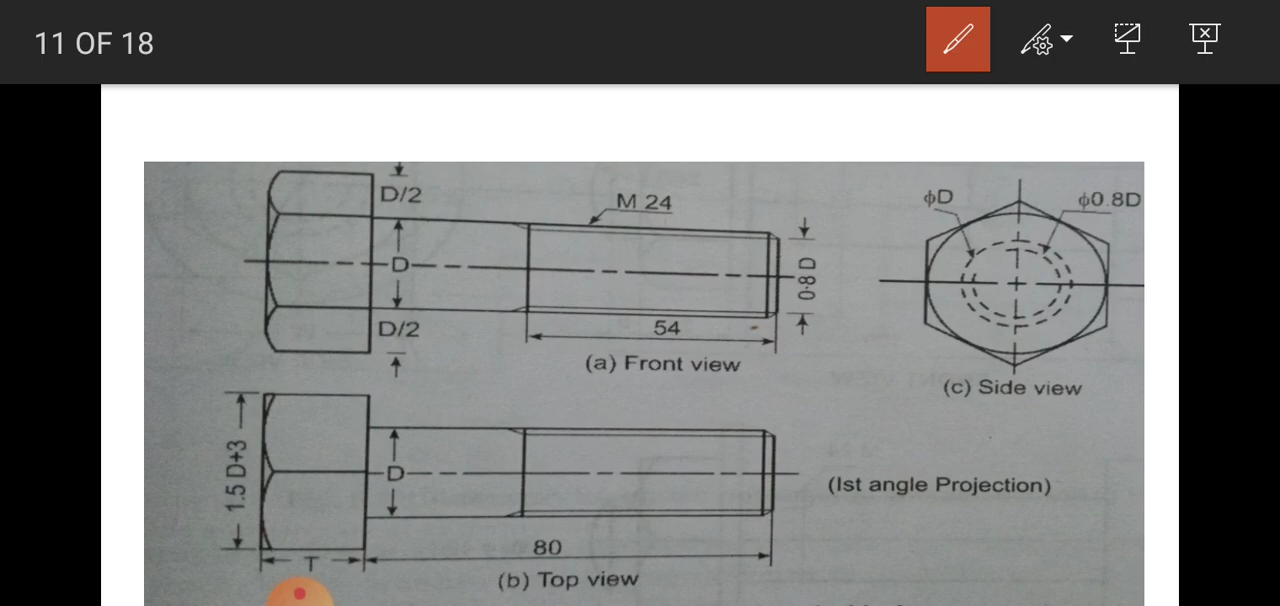 11 OF 18
D/2
M 24
D
0.8 D
D/2
54
(a) Front view
ϕD
ϕ0.8D
(c) Side view
1.5 D+3
D
(Ist angle Projection)
80
T
(b) Top view